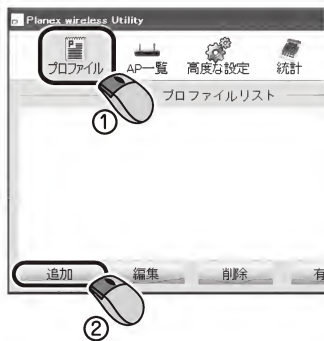 Planex wireless Utility
プロファイル AP一覧 高度な設定 統計
①
プロファイルリスト
追加 編集 削除
②